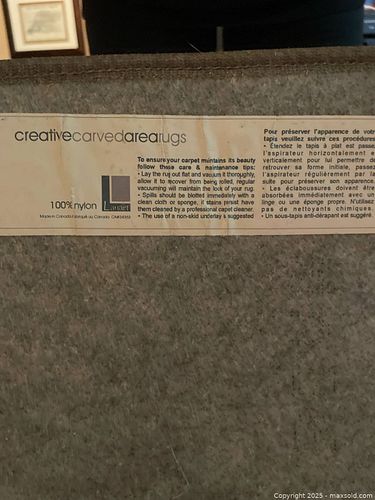 creativecarvedarearugs
100% nylon
Made in Canada/Fabriqué au Canada
To ensure your carpet maintains its beauty
follow these care & maintenance tips:
• Lay the rug out flat and vacuum it thoroughly,
allow it to recover from being rolled, regular
vacuuming will maintain the look of your rug.
• Spills should be blotted immediately with a
clean cloth or sponge, if stains persist have
them cleaned by a professional carpet cleaner.
• The use of a non-skid underlay s suggested
Pour préserver l'apparence de votr
tapis veuillez suivre ces procédures
• Étendez le tapis à plat est passe
l'aspirateur horizontalement e
verticalement pour lui permettre d
retrouver sa forme initiale, passez
l'aspirateur régulièrement par la
suite pour préserver son apparence.
• Les éclaboussures doivent être
absorbées immédiatement avec un
linge ou une éponge propre. N'utilisez
pas de nettoyants chimiques.
• Un sous-tapis anti-dérapant est suggéré.
Copyright 2025 - maxsold.com